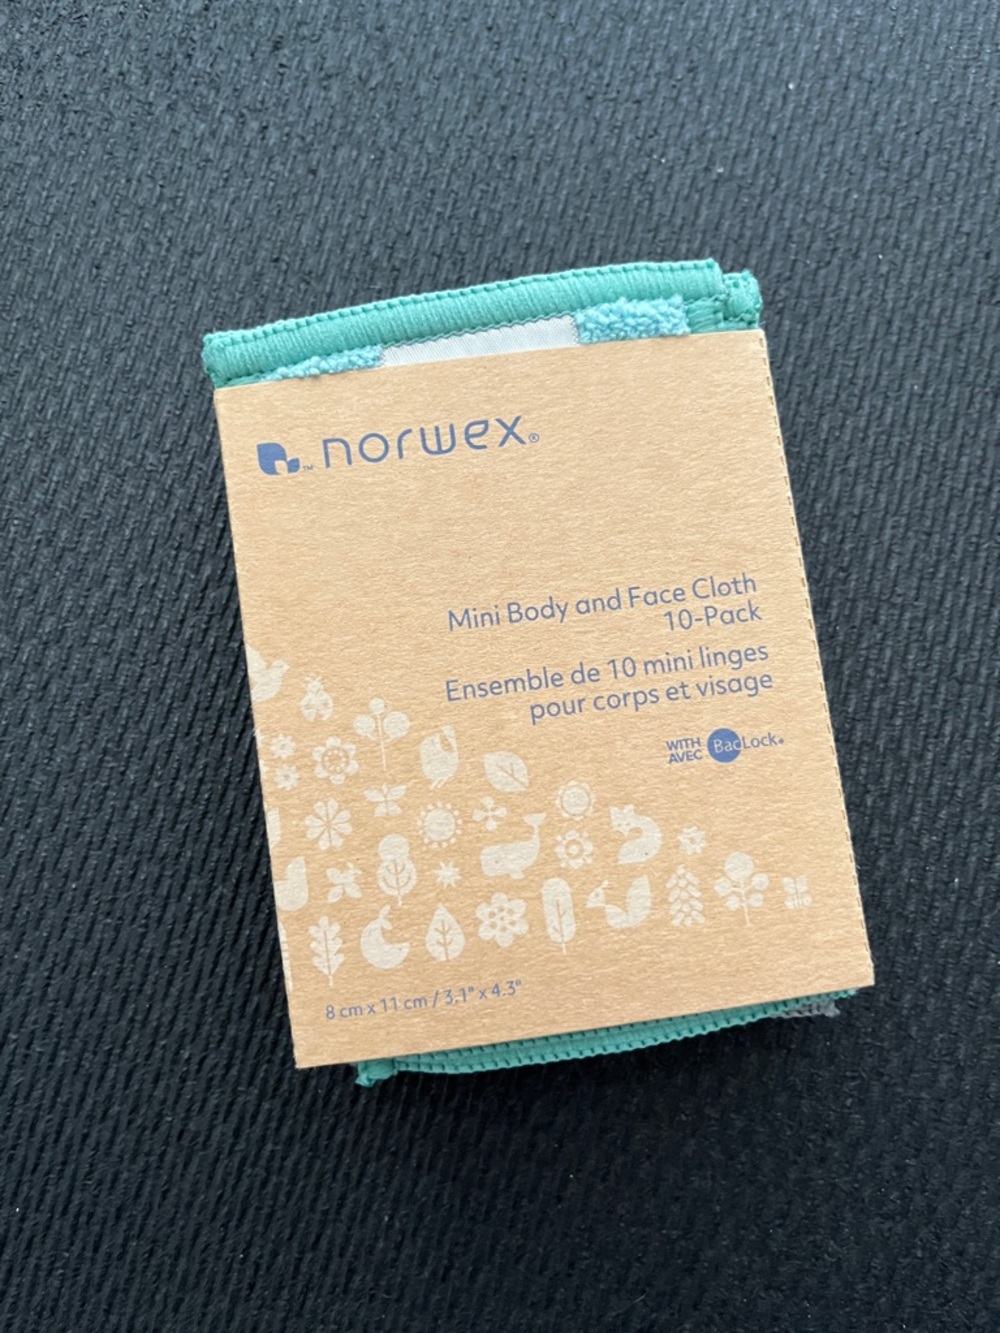 ™ norwex®
Mini Body and Face Cloth
10-Pack
Ensemble de 10 mini linges
pour corps et visage
WITH
AVEC
BacLock®
8 cm x 11 cm / 3.1" x 4.3"